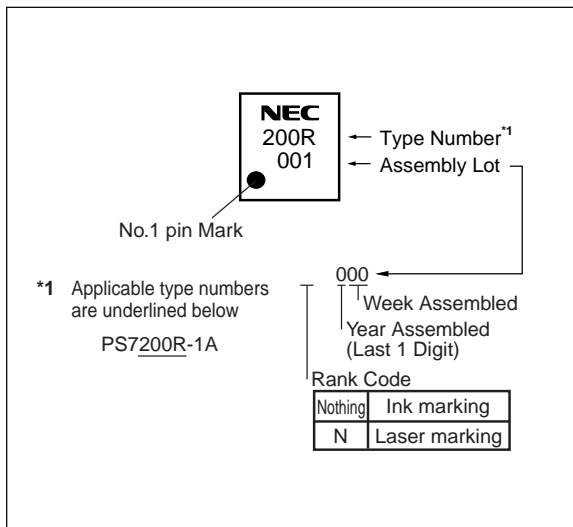 NEC
200R
001
Type Number*1
Assembly Lot
No.1 pin Mark
*1 Applicable type numbers
are underlined below
PS7200R-1A
000
Week Assembled
Year Assembled
(Last 1 Digit)
Rank Code
Nothing Ink marking
N Laser marking